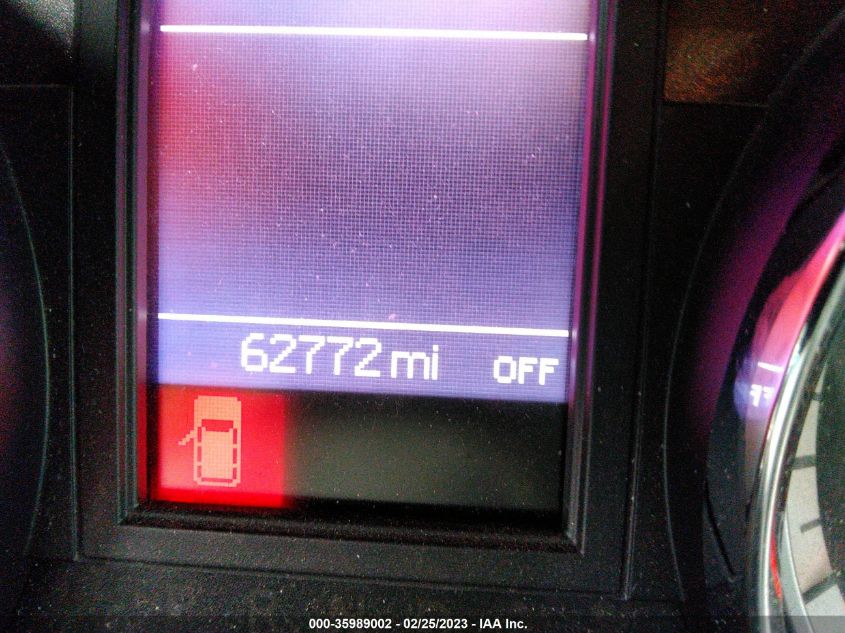 62772 mi OFF
000-35989002 - 02/25/2023 - IAA Inc.